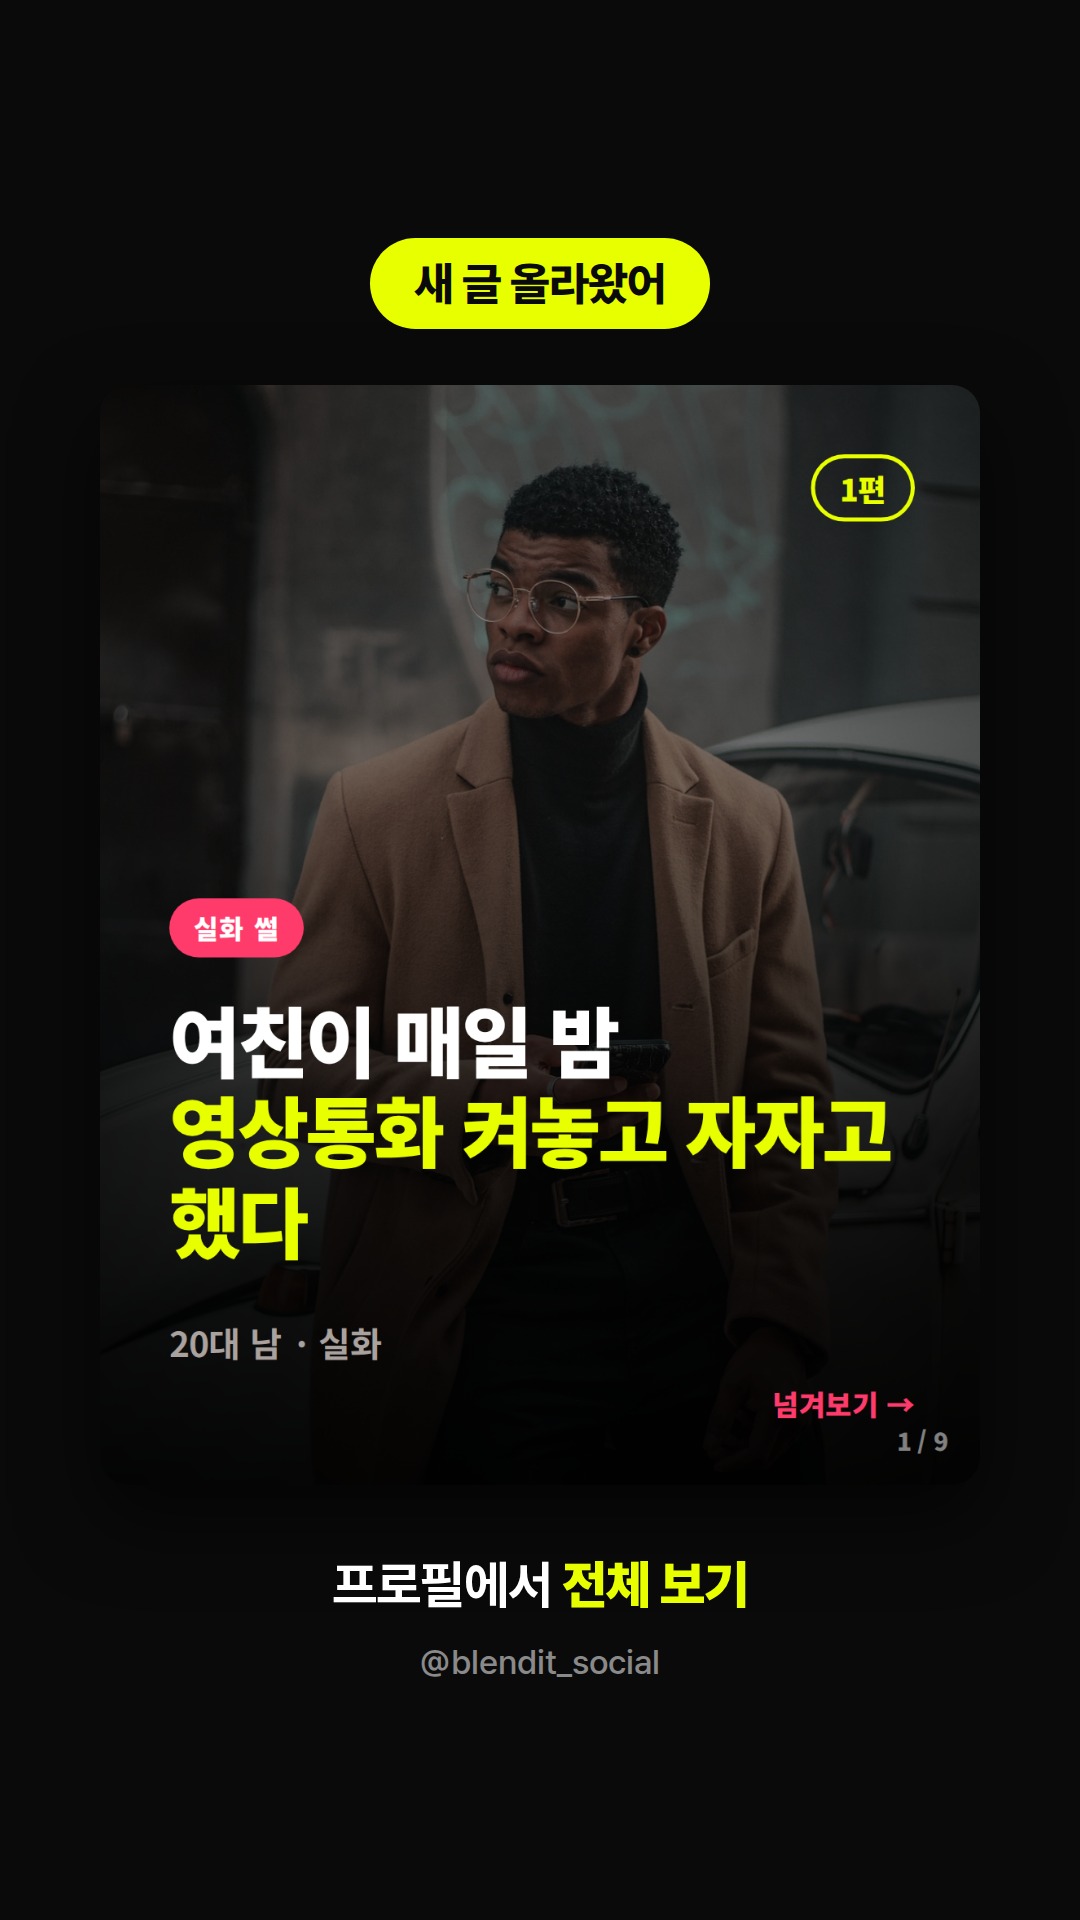 새 글 올라왔어
1편
실화 썰
여친이 매일 밤
영상통화 켜놓고 자자고
했다
20대 남 · 실화
넘겨보기 →
1 / 9
프로필에서 전체 보기
@blendit_social